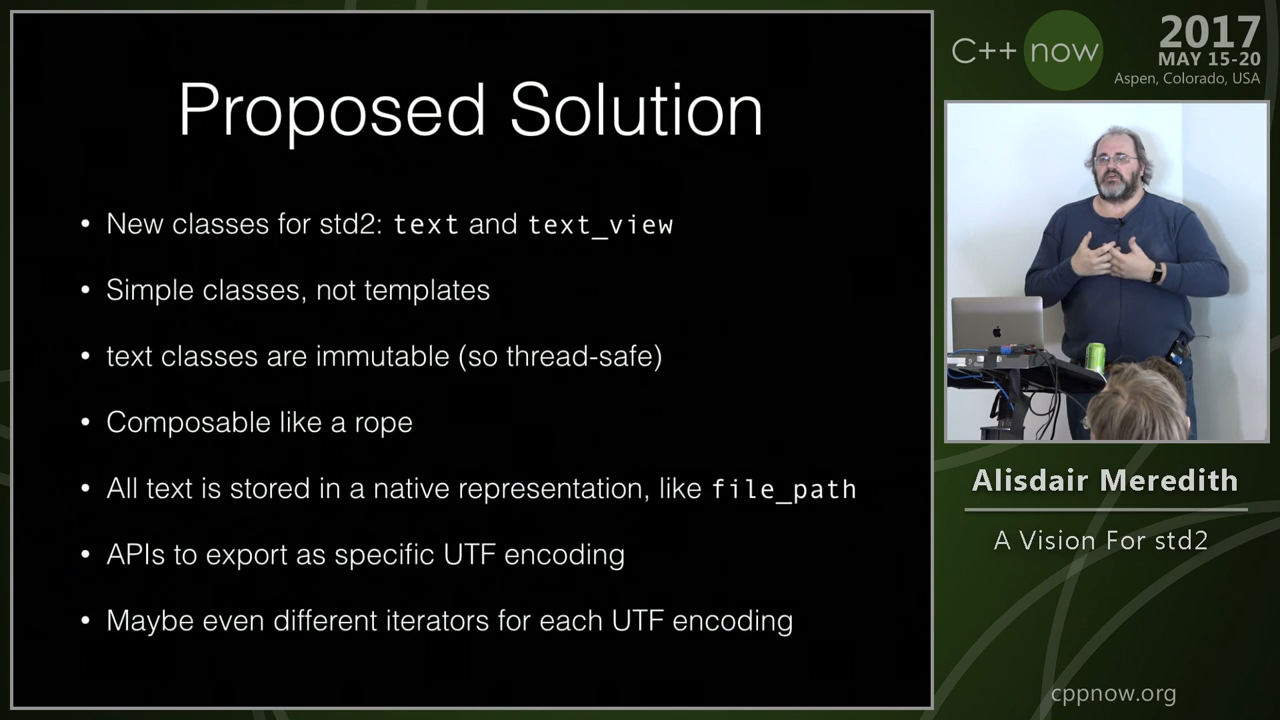 Proposed Solution
• New classes for std2: text and text_view
• Simple classes, not templates
• text classes are immutable (so thread-safe)
• Composable like a rope
• All text is stored in a native representation, like file_path
• APIs to export as specific UTF encoding
• Maybe even different iterators for each UTF encoding
C++ now
2017
MAY 15-20
Aspen, Colorado, USA
Alisdair Meredith
A Vision For std2
cppnow.org